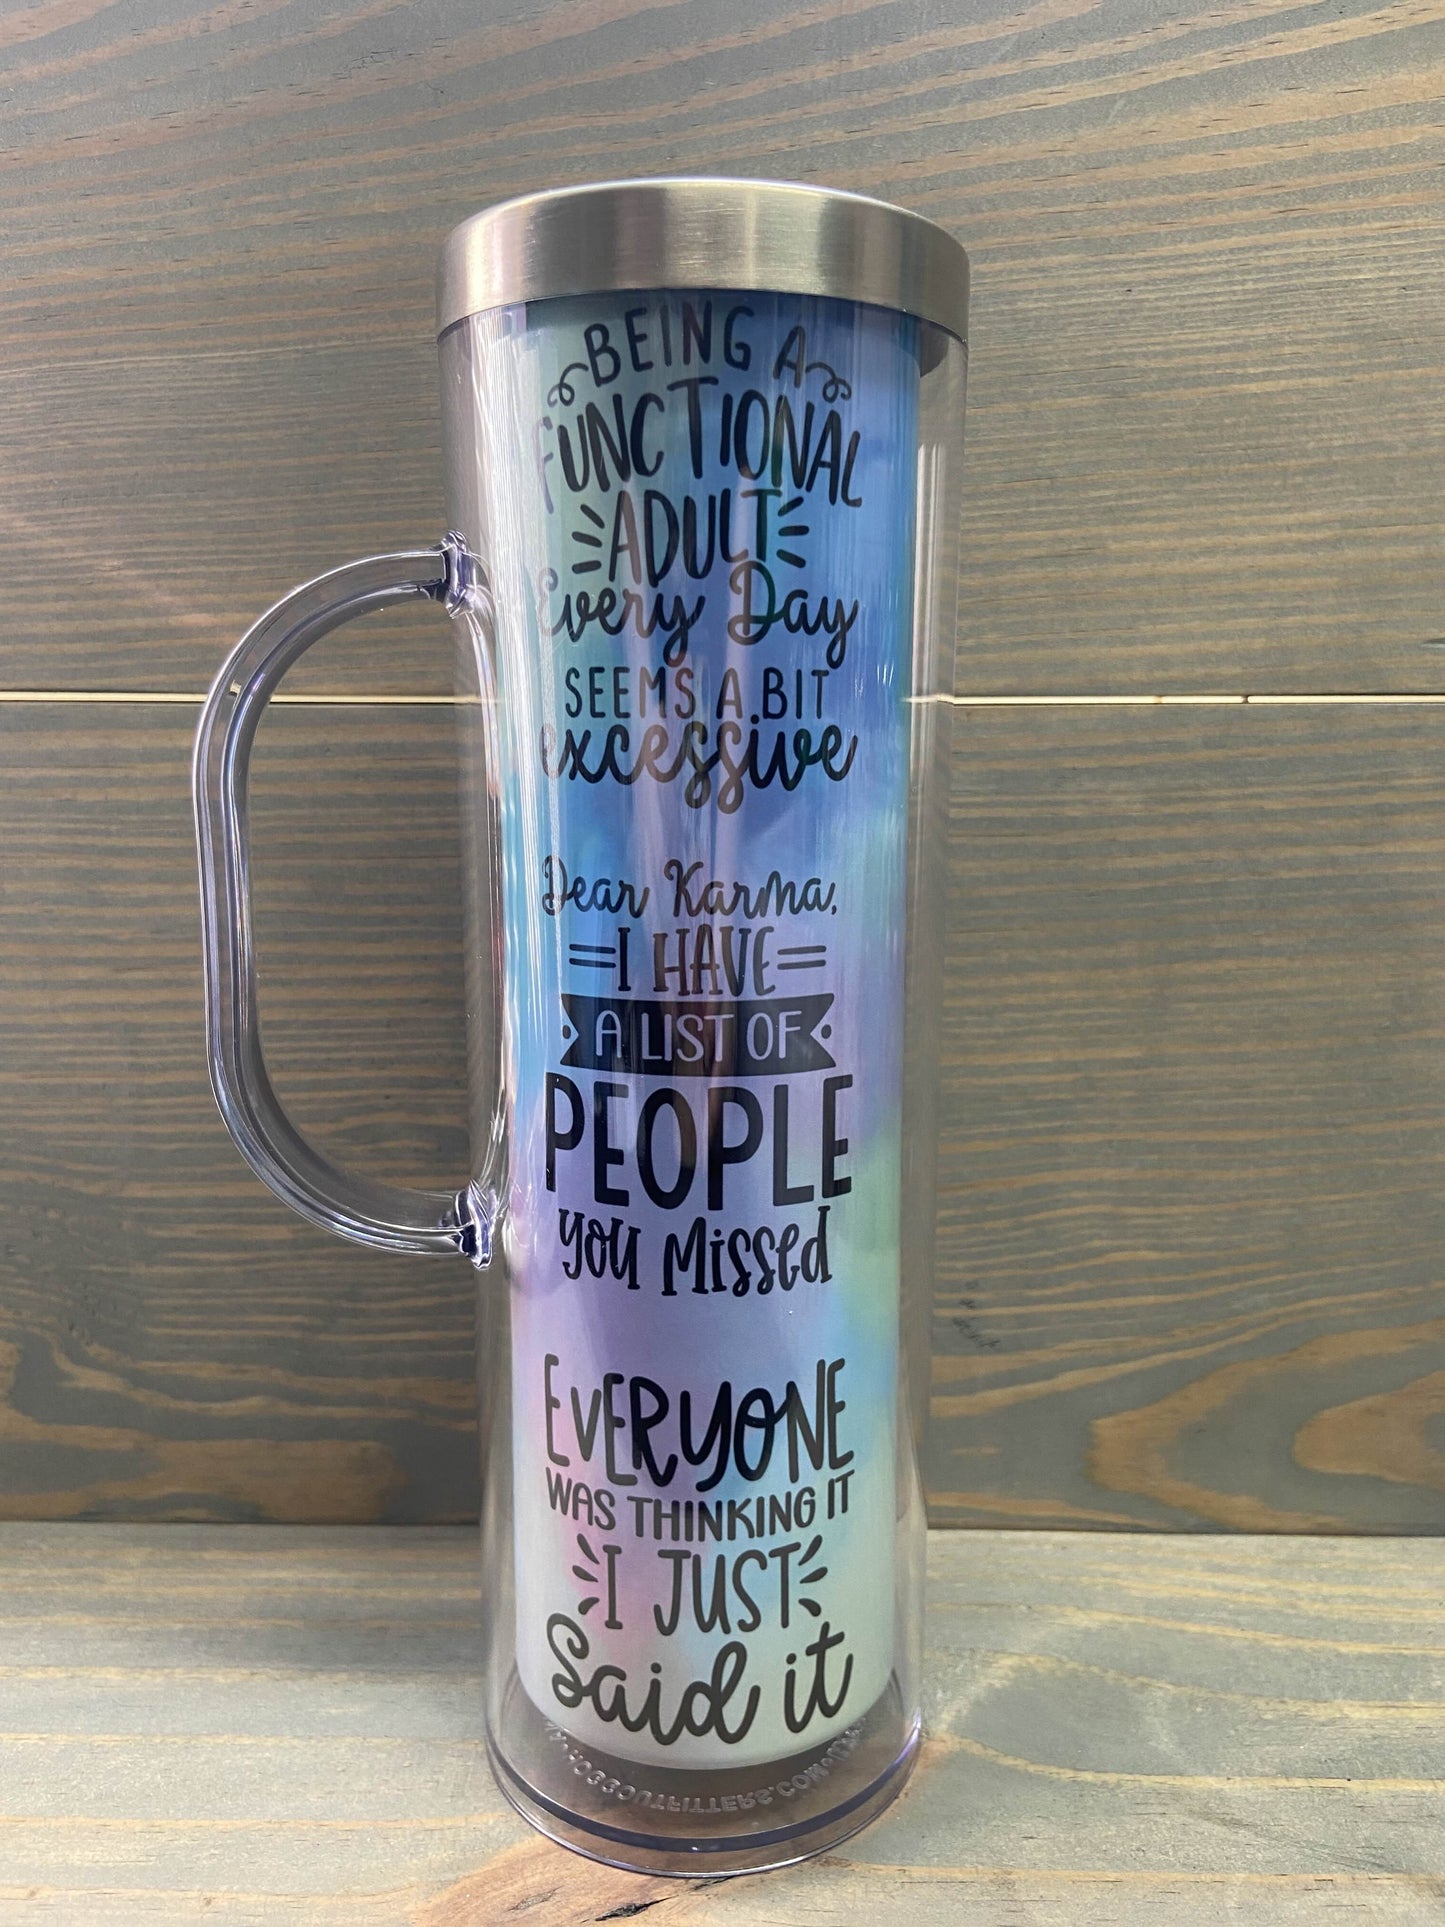 BEING A
FUNCTIONAL
ADULT
Every Day
SEEMS A BIT
excessive
Dear Karma,
I HAVE
A LIST OF
PEOPLE
you Missed
EVERYONE
WAS THINKING IT
I JUST
Said it